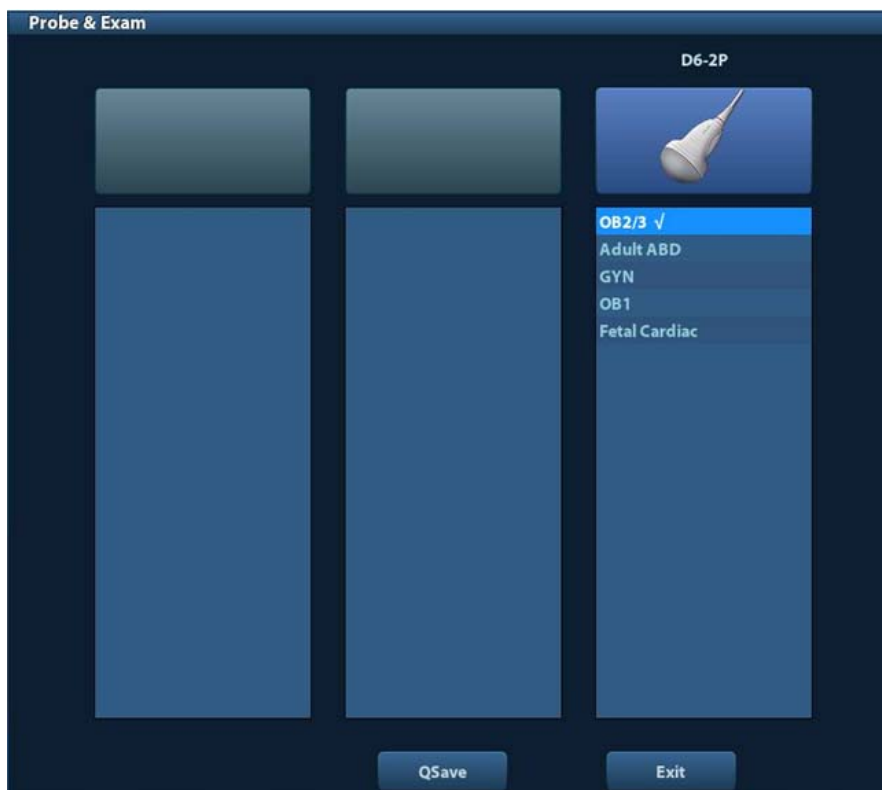 Probe & Exam
D6-2P
OB2/3 √
Adult ABD
GYN
OB1
Fetal Cardiac
QSave
Exit